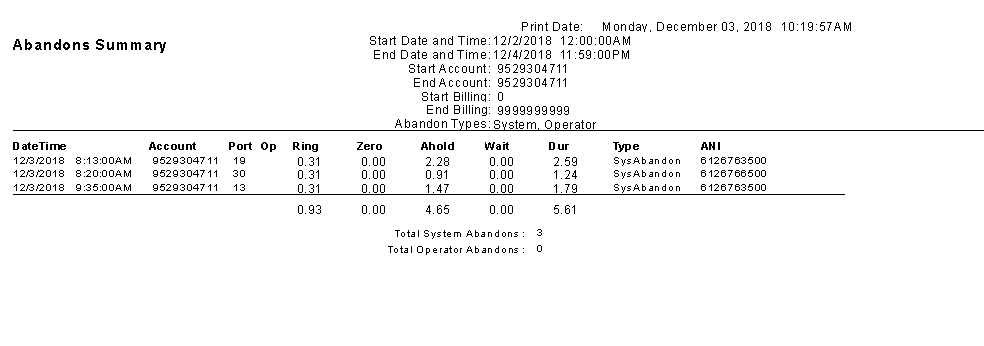 Print Date: Monday, December 03, 2018 10:19:57AM
Abandons Summary
Start Date and Time: 12/2/2018 12:00:00AM
End Date and Time: 12/4/2018 11:59:00PM
Start Account: 9529304711
End Account: 9529304711
Start Billing: 0
End Billing: 9999999999
Abandon Types: System, Operator
DateTime Account Port Op Ring Zero Ahold Wait Dur Type ANI
12/3/2018 8:13:00AM 9529304711 19 0.31 0.00 2.28 0.00 2.59 SysAbandon 6126763500
12/3/2018 8:20:00AM 9529304711 30 0.31 0.00 0.91 0.00 1.24 SysAbandon 6126766500
12/3/2018 9:35:00AM 9529304711 13 0.31 0.00 1.47 0.00 1.79 SysAbandon 6126763500
0.93 0.00 4.65 0.00 5.61
Total System Abandons : 3
Total Operator Abandons : 0